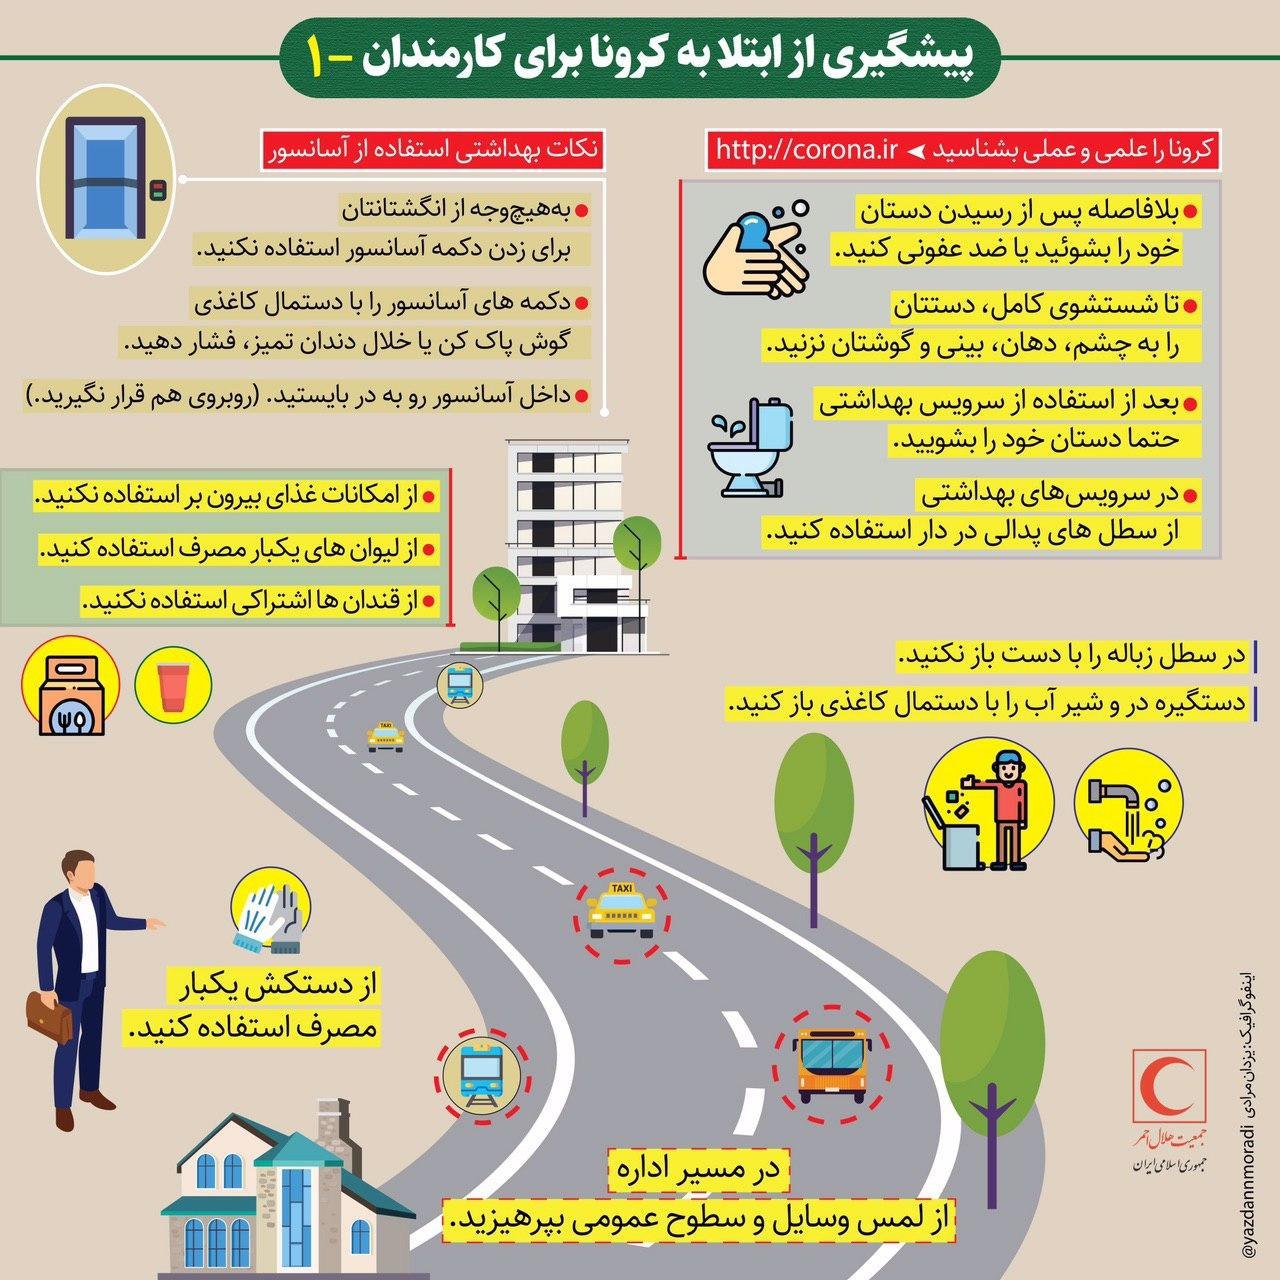 پیشگیری از ابتلا به کرونا برای کارمندان -۱
کرونا را علمی و عملی بشناسید http://corona.ir
بلافاصله پس از رسیدن دستان
خود را بشوئید یا ضد عفونی کنید.
تا شستشوی کامل، دستتان
را به چشم، دهان، بینی و گوشتان نزنید.
بعد از استفاده از سرویس بهداشتی
حتما دستان خود را بشویید.
در سرویس‌های بهداشتی
از سطل های پدالی در دار استفاده کنید.
نکات بهداشتی استفاده از آسانسور
به‌هیچ‌وجه از انگشتانتان
برای زدن دکمه آسانسور استفاده نکنید.
دکمه های آسانسور را با دستمال کاغذی
گوش پاک کن یا خلال دندان تمیز، فشار دهید.
داخل آسانسور رو به در بایستید. (روبروی هم قرار نگیرید.)
از امکانات غذای بیرون بر استفاده نکنید.
از لیوان های یکبار مصرف استفاده کنید.
از قندان ها اشتراکی استفاده نکنید.
در سطل زباله را با دست باز نکنید.
دستگیره در و شیر آب را با دستمال کاغذی باز کنید.
TAXI
TAXI
از دستکش یکبار
مصرف استفاده کنید.
در مسیر اداره
از لمس وسایل و سطوح عمومی بپرهیزید.
جمعیت هلال احمر
جمهوری اسلامی ایران
اینفوگرافیک: یزدان مرادی @yazdannmoradi